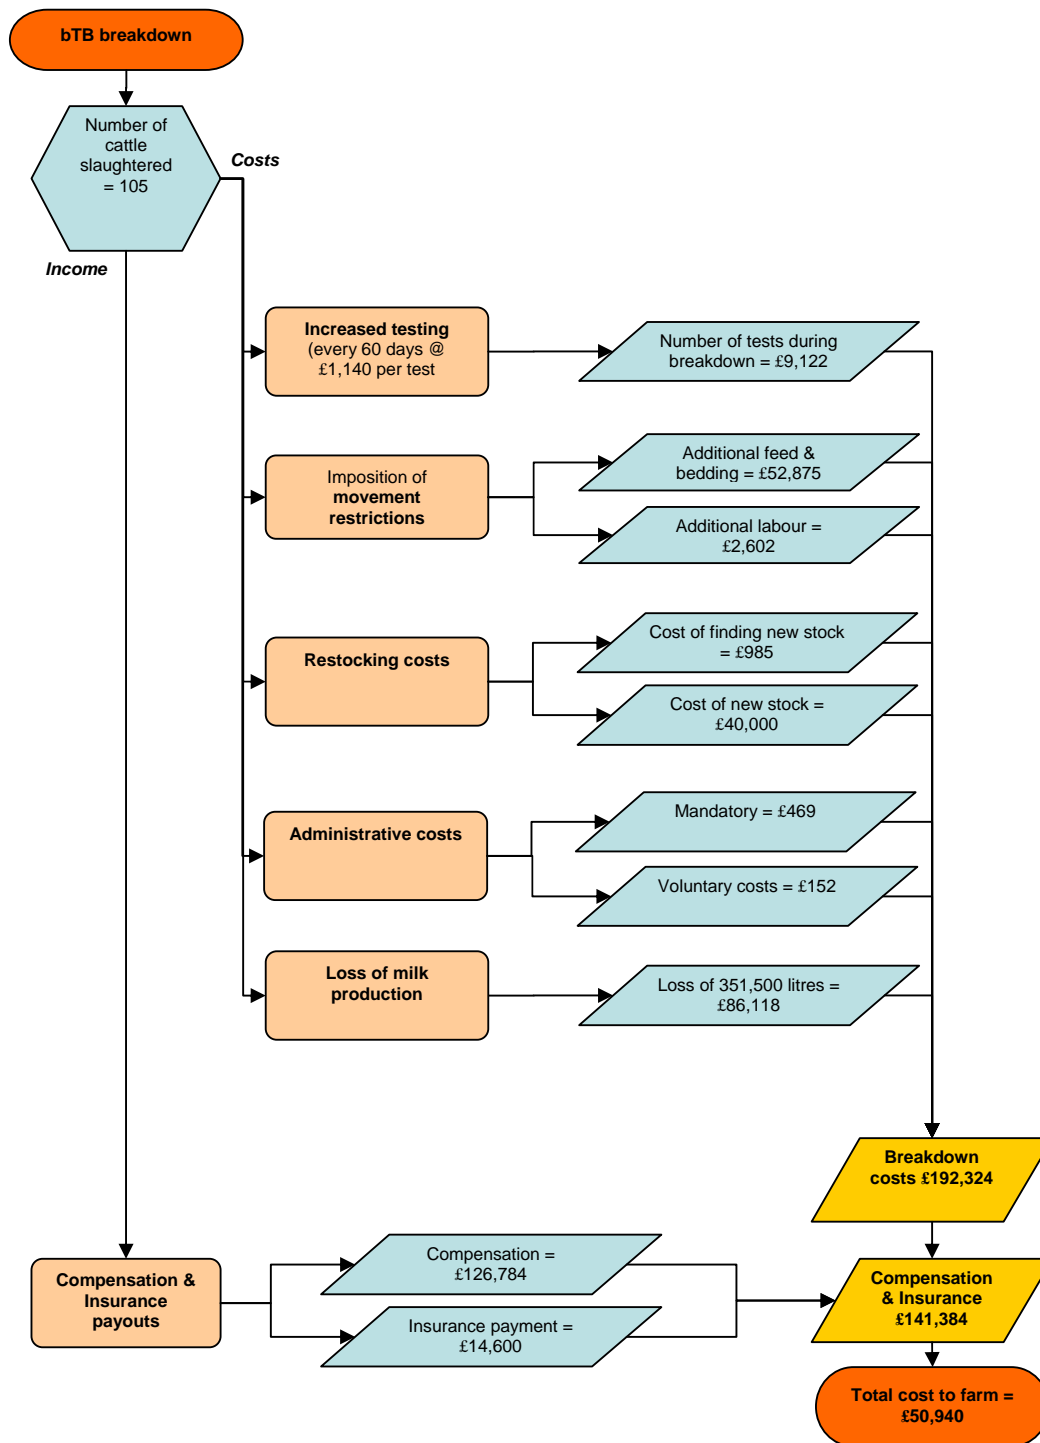 bTB breakdown
Number of
cattle
slaughtered
= 105
Costs
Income
Increased testing
(every 60 days @
£1,140 per test
Number of tests during
breakdown = £9,122
Imposition of
movement
restrictions
Additional feed &
bedding = £52,875
Additional labour =
£2,602
Restocking costs
Cost of finding new stock
= £985
Cost of new stock =
£40,000
Administrative costs
Mandatory = £469
Voluntary costs = £152
Loss of milk
production
Loss of 351,500 litres =
£86,118
Breakdown
costs £192,324
Compensation &
Insurance
payouts
Compensation =
£126,784
Insurance payment =
£14,600
Compensation
& Insurance
£141,384
Total cost to farm =
£50,940